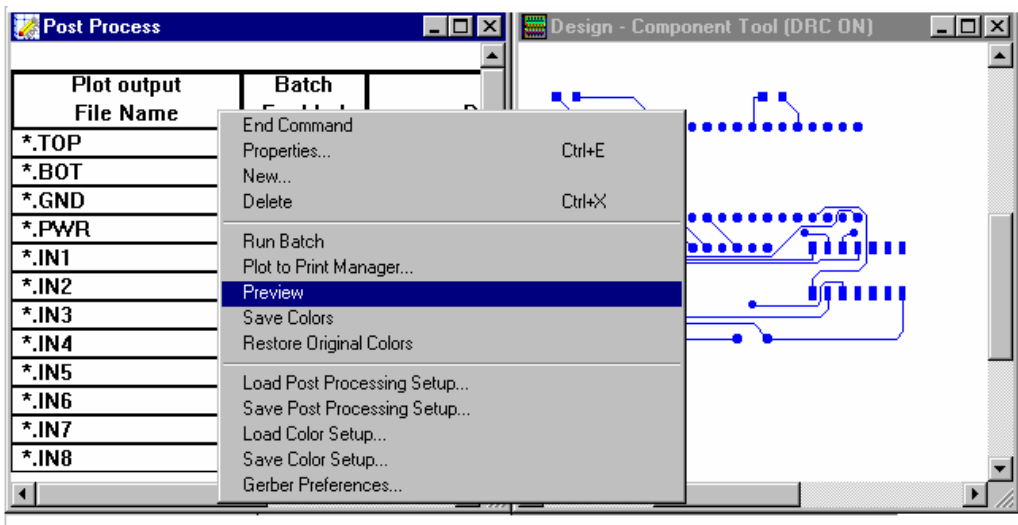 Post Process
Design - Component Tool (DRC ON)
Plot output Batch
File Name
*.TOP
*.BOT
*.GND
*.PWR
*.IN1
*.IN2
*.IN3
*.IN4
*.IN5
*.IN6
*.IN7
*.IN8
End Command
Properties... Ctrl+E
New...
Delete Ctrl+X
Run Batch
Plot to Print Manager...
Preview
Save Colors
Restore Original Colors
Load Post Processing Setup...
Save Post Processing Setup...
Load Color Setup...
Save Color Setup...
Gerber Preferences...